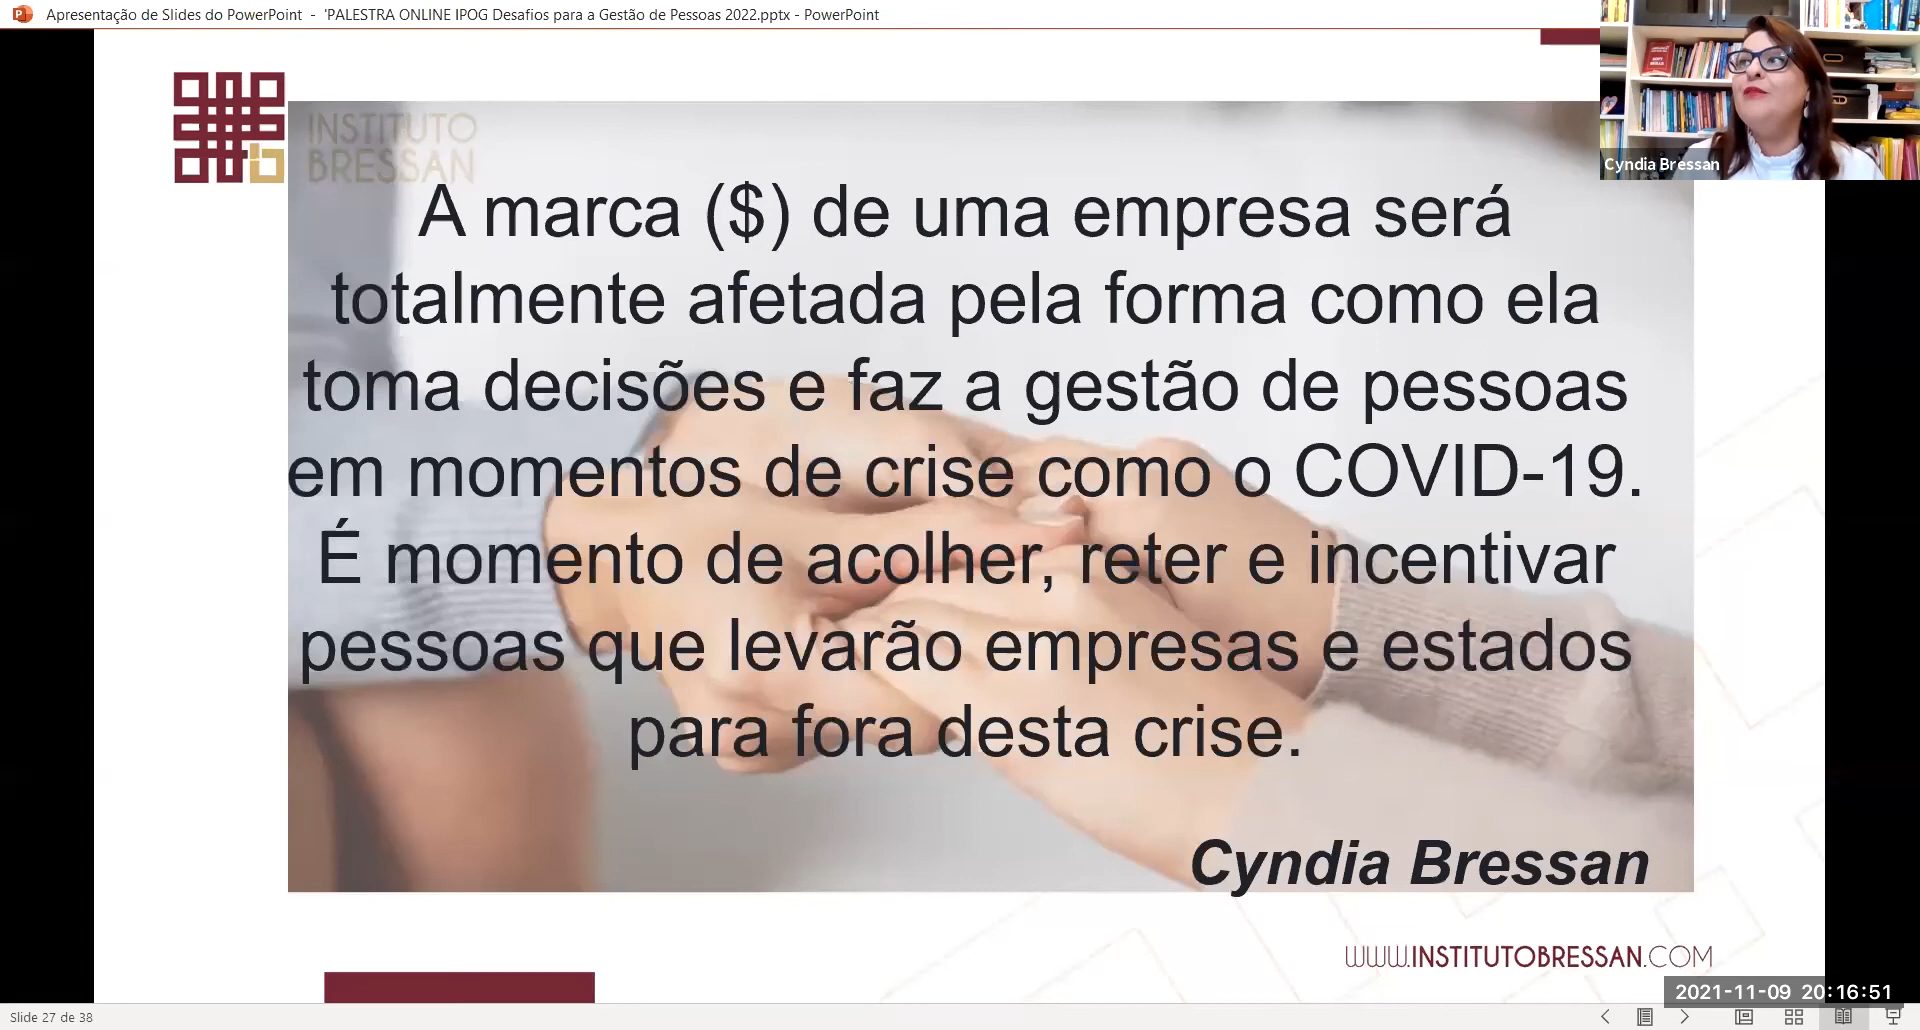 Apresentação de Slides do PowerPoint - 'PALESTRA ONLINE IPOG Desafios para a Gestão de Pessoas 2022.pptx - PowerPoint
INSTITUTO
BRESSAN
Cyndia Bressan
A marca ($) de uma empresa será
totalmente afetada pela forma como ela
toma decisões e faz a gestão de pessoas
em momentos de crise como o COVID-19.
É momento de acolher, reter e incentivar
pessoas que levarão empresas e estados
para fora desta crise.
Cyndia Bressan
WWW.INSTITUTOBRESSAN.COM
2021-11-09 20:16:51
Slide 27 de 38